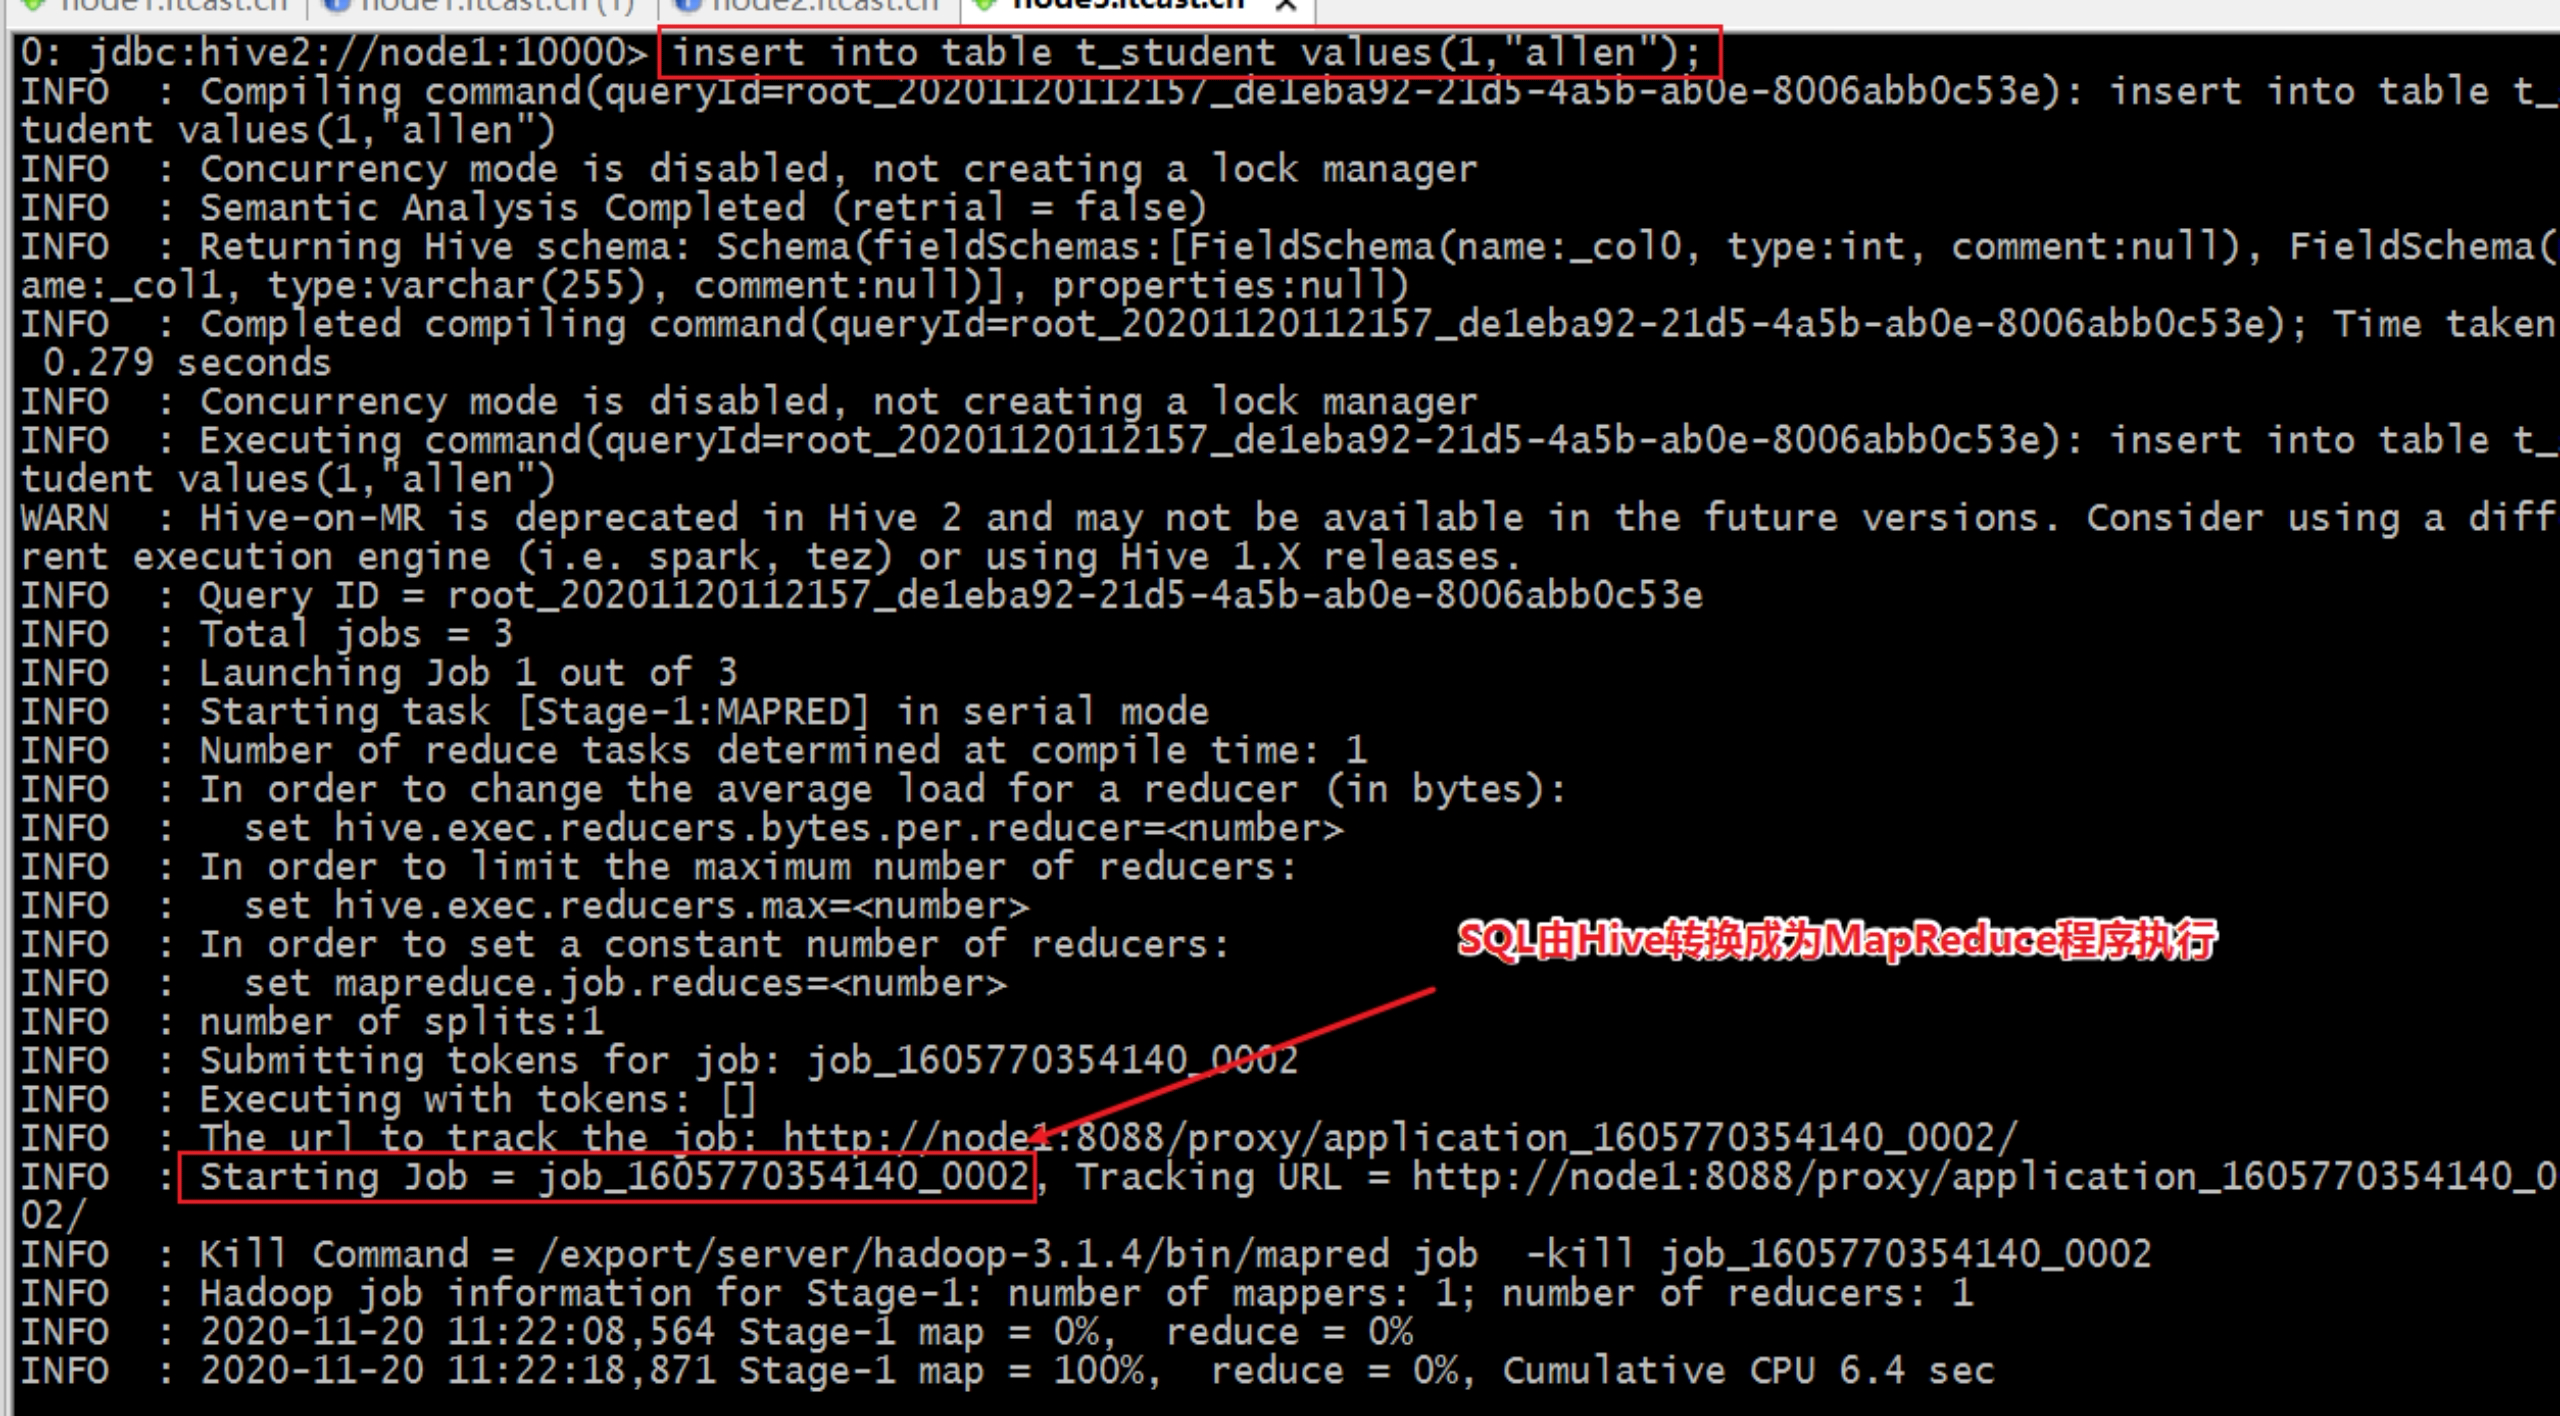 node1.itcast.cn
node1.itcast.cn (1)
node2.itcast.cn
node3.itcast.cn
0: jdbc:hive2://node1:10000> insert into table t_student values(1,"allen");
INFO  : Compiling command(queryId=root_20201120112157_de1eba92-21d5-4a5b-ab0e-8006abb0c53e): insert into table t_
tudent values(1,"allen")
INFO  : Concurrency mode is disabled, not creating a lock manager
INFO  : Semantic Analysis Completed (retrial = false)
INFO  : Returning Hive schema: Schema(fieldSchemas:[FieldSchema(name:_col0, type:int, comment:null), FieldSchema(
ame:_col1, type:varchar(255), comment:null)], properties:null)
INFO  : Completed compiling command(queryId=root_20201120112157_de1eba92-21d5-4a5b-ab0e-8006abb0c53e); Time taken
 0.279 seconds
INFO  : Concurrency mode is disabled, not creating a lock manager
INFO  : Executing command(queryId=root_20201120112157_de1eba92-21d5-4a5b-ab0e-8006abb0c53e): insert into table t_
tudent values(1,"allen")
WARN  : Hive-on-MR is deprecated in Hive 2 and may not be available in the future versions. Consider using a diff
rent execution engine (i.e. spark, tez) or using Hive 1.X releases.
INFO  : Query ID = root_20201120112157_de1eba92-21d5-4a5b-ab0e-8006abb0c53e
INFO  : Total jobs = 3
INFO  : Launching Job 1 out of 3
INFO  : Starting task [Stage-1:MAPRED] in serial mode
INFO  : Number of reduce tasks determined at compile time: 1
INFO  : In order to change the average load for a reducer (in bytes):
INFO  :   set hive.exec.reducers.bytes.per.reducer=<number>
INFO  : In order to limit the maximum number of reducers:
INFO  :   set hive.exec.reducers.max=<number>
INFO  : In order to set a constant number of reducers:
SQL由Hive转换成为MapReduce程序执行
INFO  :   set mapreduce.job.reduces=<number>
INFO  : number of splits:1
INFO  : Submitting tokens for job: job_1605770354140_0002
INFO  : Executing with tokens: []
INFO  : The url to track the job: http://node1:8088/proxy/application_1605770354140_0002/
INFO  : Starting Job = job_1605770354140_0002, Tracking URL = http://node1:8088/proxy/application_1605770354140_0
02/
INFO  : Kill Command = /export/server/hadoop-3.1.4/bin/mapred job  -kill job_1605770354140_0002
INFO  : Hadoop job information for Stage-1: number of mappers: 1; number of reducers: 1
INFO  : 2020-11-20 11:22:08,564 Stage-1 map = 0%,  reduce = 0%
INFO  : 2020-11-20 11:22:18,871 Stage-1 map = 100%,  reduce = 0%, Cumulative CPU 6.4 sec